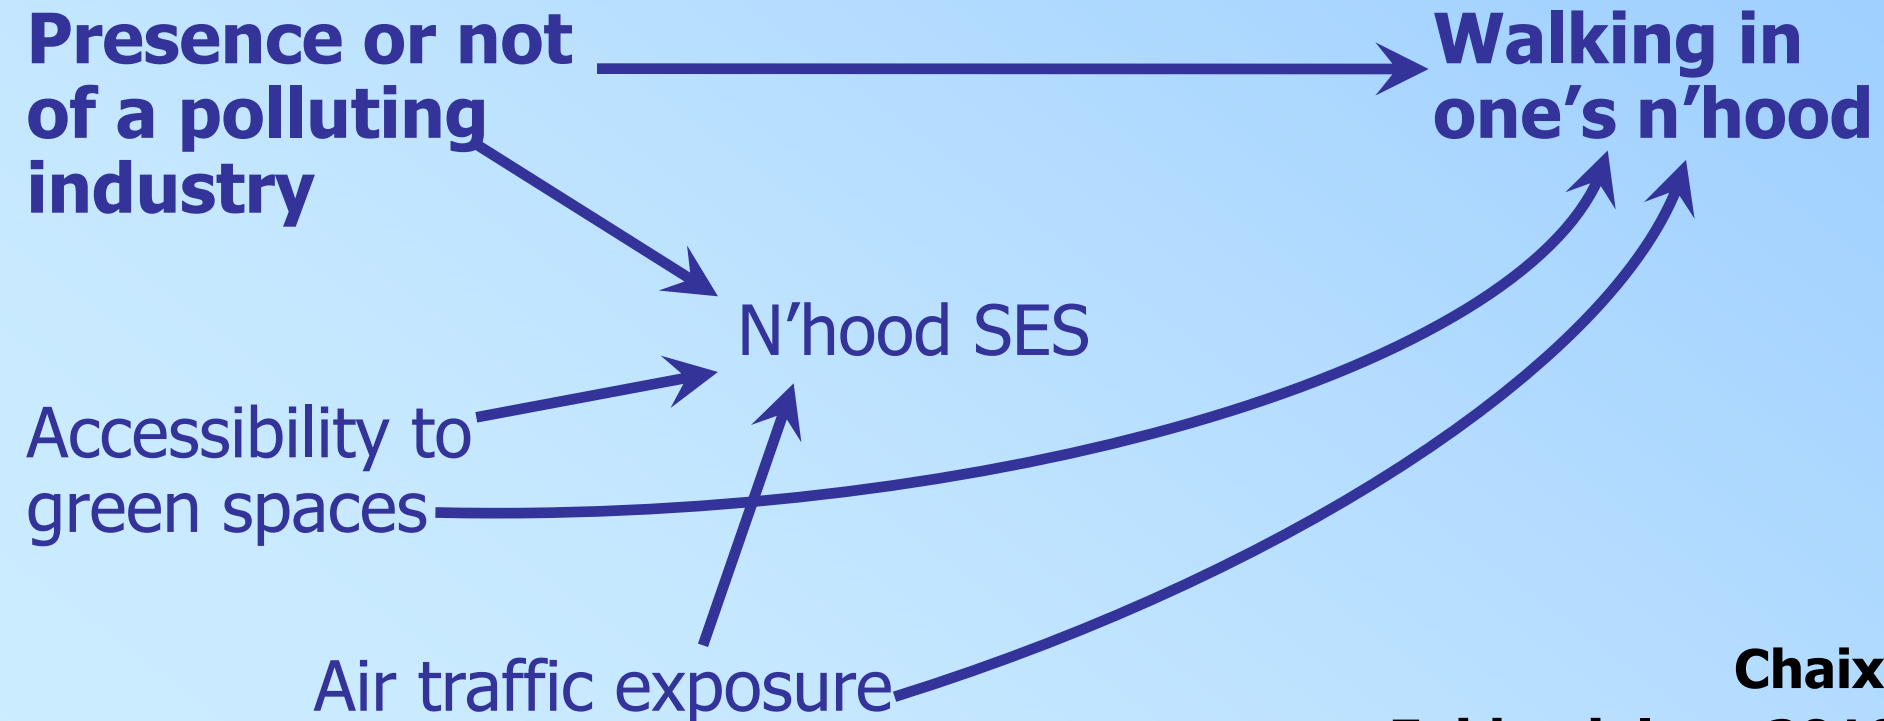 Presence or not
of a polluting
industry
Walking in
one's n'hood
N'hood SES
Accessibility to
green spaces
Air traffic exposure
Chaix